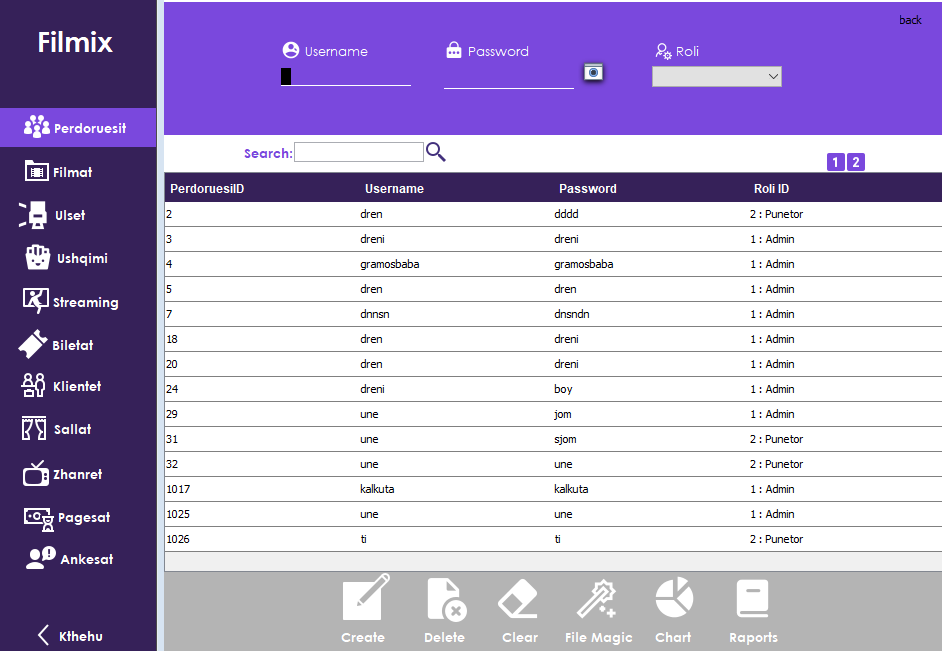 Filmix
back
Username
Password
Roli
Perdoruesit
Filmat
Ulset
Ushqimi
Streaming
Biletat
Klientet
Sallat
Zhanret
Pagesat
Ankesat
Kthehu
Search:
1 2
PerdoruesiID Username Password Roli ID
2 dren dddd 2 : Punetor
3 dreni dreni 1 : Admin
4 gramosbaba gramosbaba 1 : Admin
5 dren dren 1 : Admin
7 dnnsn dnsndn 1 : Admin
18 dren dreni 1 : Admin
20 dren dreni 1 : Admin
24 dreni boy 1 : Admin
29 une jom 1 : Admin
31 une sjom 2 : Punetor
32 une une 2 : Punetor
1017 kalkuta kalkuta 1 : Admin
1025 une une 1 : Admin
1026 ti ti 2 : Punetor
Create Delete Clear File Magic Chart Raports